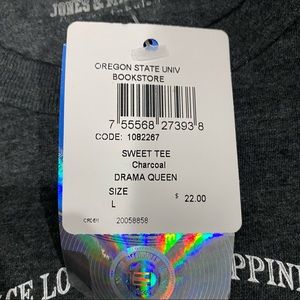 JONES &
OREGON STATE UNIV
BOOKSTORE
7 55568 27393 8
CODE: 1082267
SWEET TEE
Charcoal
DRAMA QUEEN
SIZE
L
$ 22.00
20058858